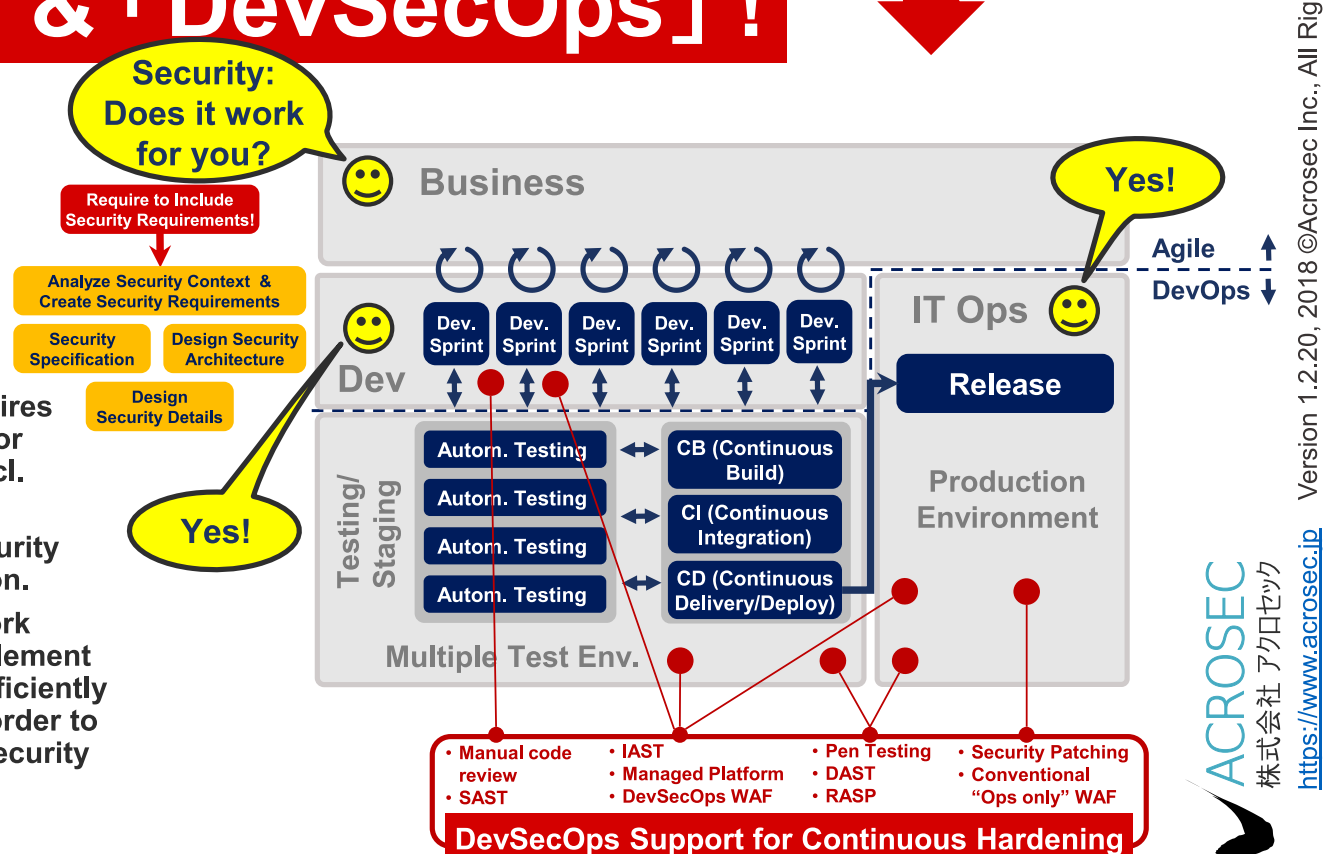 &「DevSecOps」!
Security:
Does it work
for you?
Require to Include
Security Requirements!
Analyze Security Context &
Create Security Requirements
Security
Specification
Design Security
Architecture
Design
Security Details
ires
or
cl.
urity
on.
ork
lement
ficiently
order to
ecurity
Yes!
Business
Yes!
Agile
DevOps
Dev
Dev.
Sprint
Dev.
Sprint
Dev.
Sprint
Dev.
Sprint
Dev.
Sprint
Dev.
Sprint
IT Ops
Release
Production
Environment
Testing/
Staging
Autom. Testing
Autom. Testing
Autom. Testing
Autom. Testing
CB (Continuous
Build)
CI (Continuous
Integration)
CD (Continuous
Delivery/Deploy)
Multiple Test Env.
• Manual code
review
• SAST
• IAST
• Managed Platform
• DevSecOps WAF
• Pen Testing
• DAST
• RASP
• Security Patching
• Conventional
“Ops only” WAF
DevSecOps Support for Continuous Hardening
ACROSEC
株式会社 アクロセック
https://www.acrosec.jp Version 1.2.20, 2018 ©Acrosec Inc., All Rig